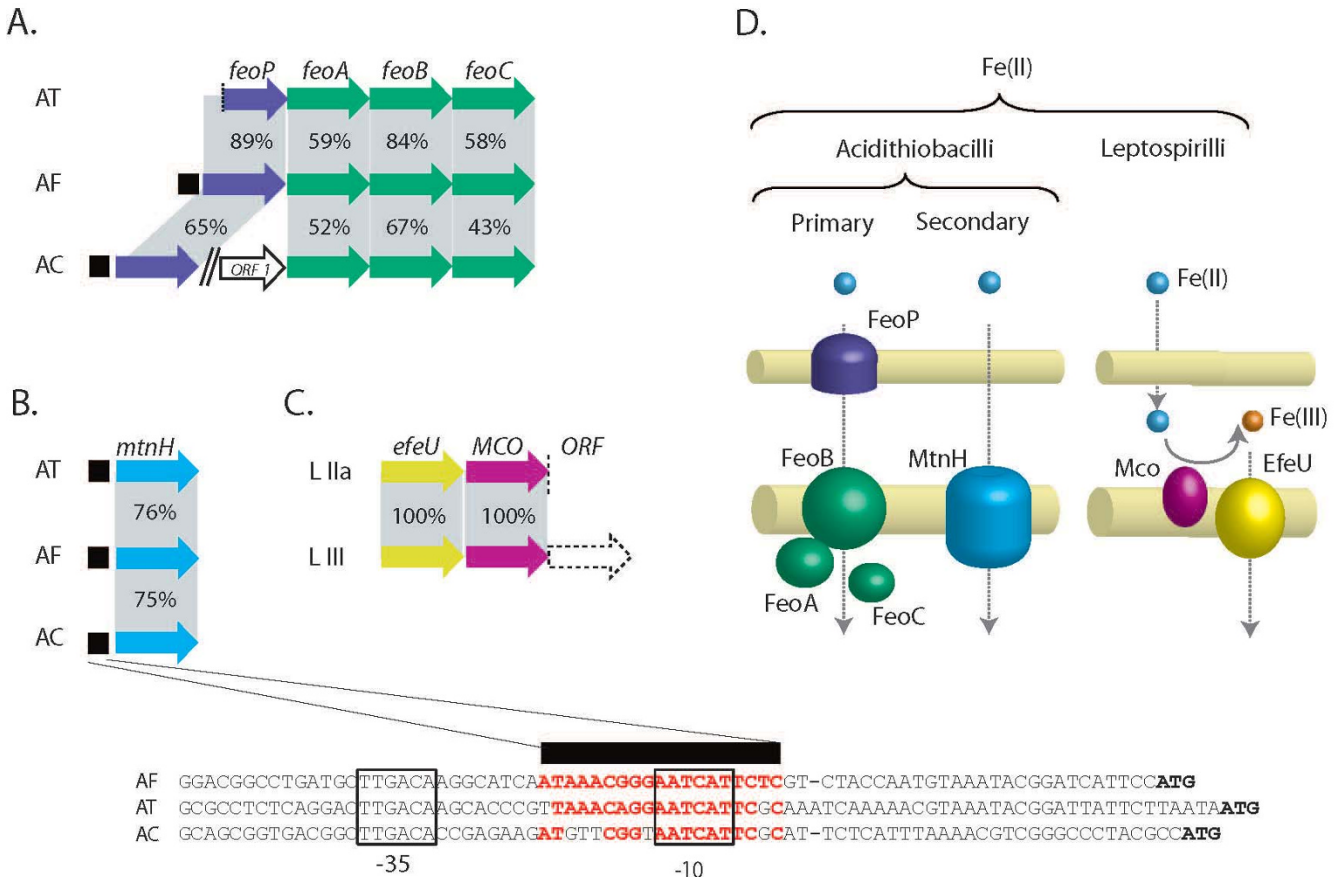 A.
feoP feoA feoB feoC
AT
89% 59% 84% 58%
AF
65% 52% 67% 43%
AC
ORF 1
B.
mtnH
AT
76%
AF
75%
AC
C.
efeU MCO ORF
L IIa
100% 100%
L III
D.
Fe(II)
Acidithiobacilli Leptospirilli
Primary Secondary
Fe(II)
FeoP
Fe(III)
FeoB MtnH Mco EfeU
FeoA
FeoC
AF GGACGGCCTGATGCTTGACAAGGCATCAATAAACGGGAATCATTCTCGT-CTACCAATGTAAATACGGATCATTCCATG
AT GCGCCTCTCAGGACTTGACAAGCACCCGTTAAACAGGAATCATTCGCAAATCAAAAACGTAAATACGGATTATTCTTAATAATG
AC GCAGCGGTGACGGCTTGACACCGAGAAGATGTTCGGTAATCATTCGCAT-TCTCATTTAAAACGTCGGGCCCTACGCCATG
-35 -10